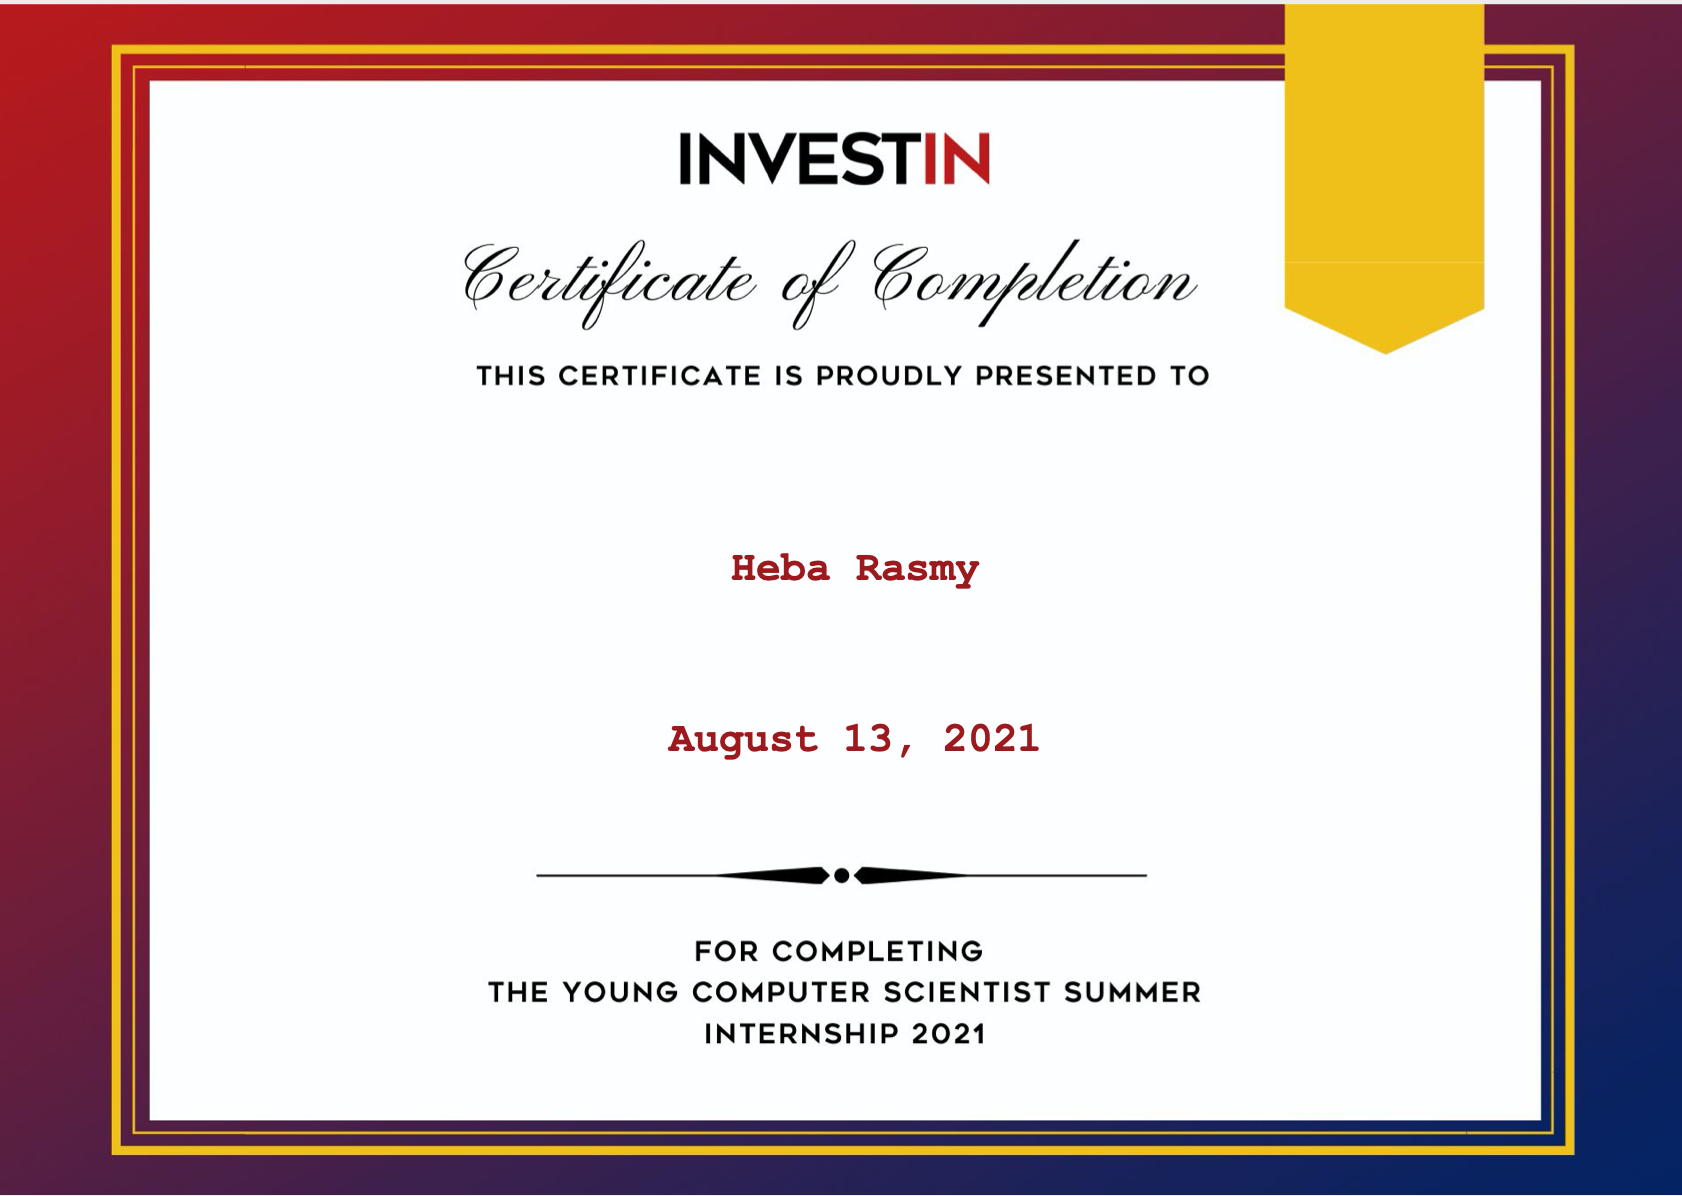 INVESTIN
Certificate of Completion
THIS CERTIFICATE IS PROUDLY PRESENTED TO
Heba Rasmy
August 13, 2021
FOR COMPLETING
THE YOUNG COMPUTER SCIENTIST SUMMER
INTERNSHIP 2021